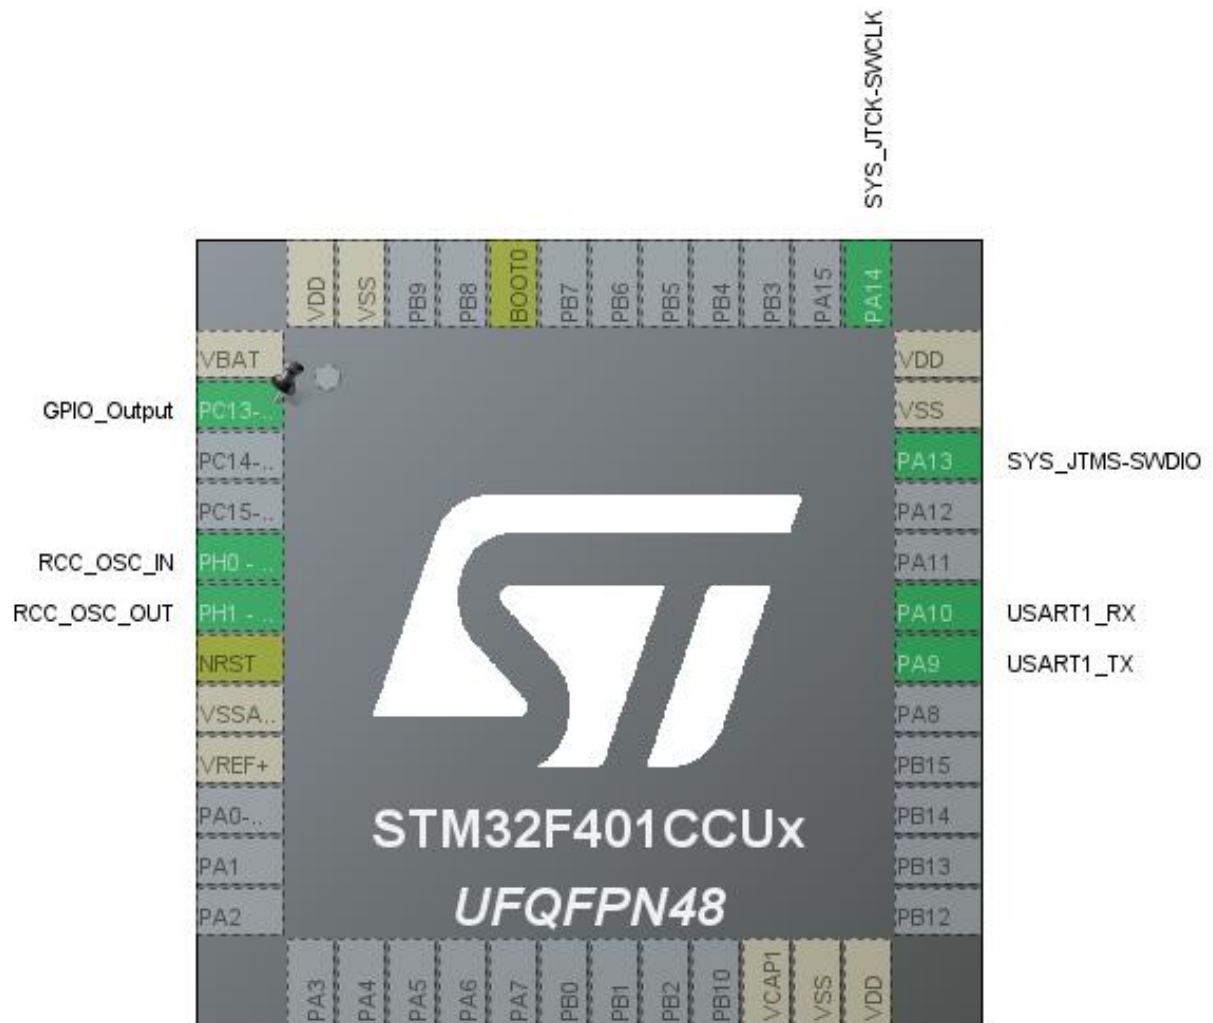 SYS_JTCK-SWCLK
VDD
VSS
PB9
PB8
BOOT0
PB7
PB6
PB5
PB4
PB3
PA15
PA14
VBAT
VDD
GPIO_Output PC13-..
VSS
PC14-..
PA13 SYS_JTMS-SWDIO
PC15-..
PA12
RCC_OSC_IN PH0 - ..
PA11
RCC_OSC_OUT PH1 - ..
PA10 USART1_RX
NRST
PA9 USART1_TX
VSSA..
PA8
VREF+
PB15
PA0-..
PB14
PA1
PB13
PA2
PB12
STM32F401CCUx
UFQFPN48
PA3
PA4
PA5
PA6
PA7
PB0
PB1
PB2
PB10
VCAP1
VSS
VDD